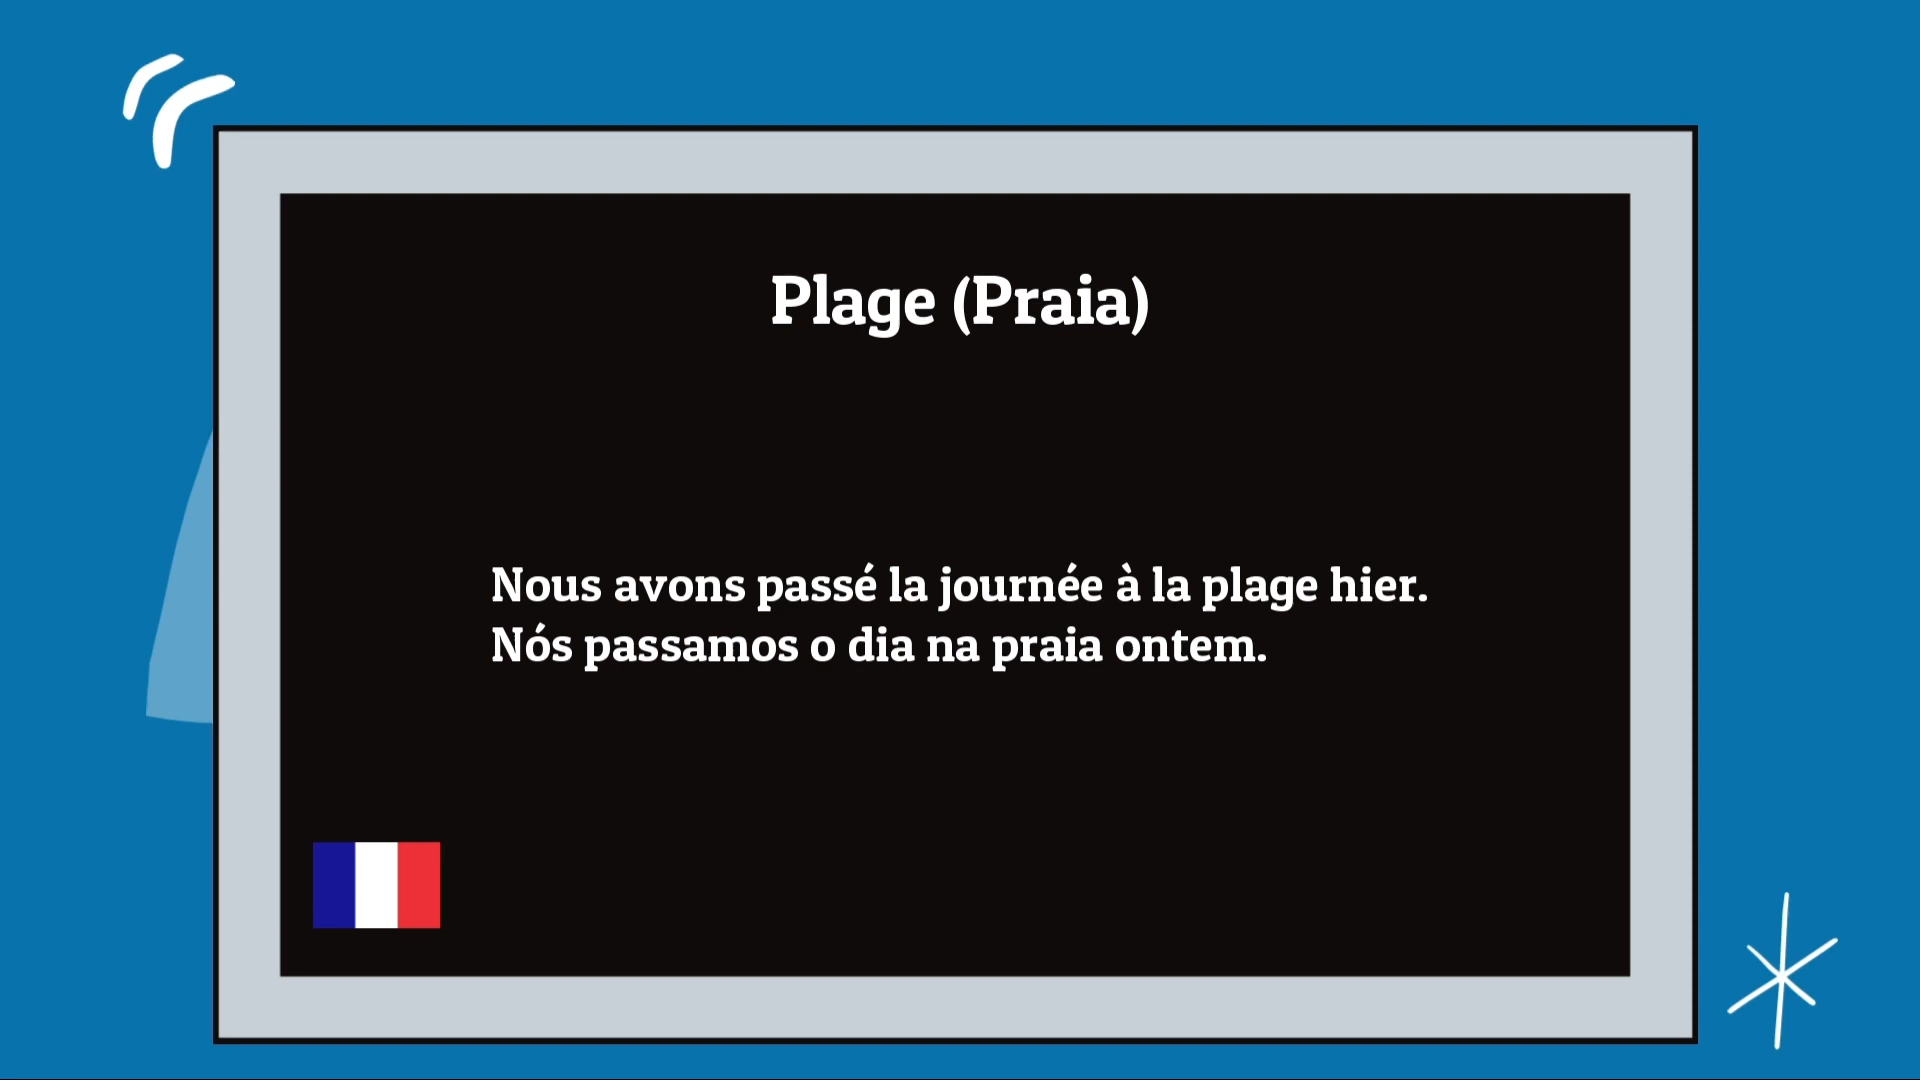 Plage (Praia)
Nous avons passé la journée à la plage hier.
Nós passamos o dia na praia ontem.